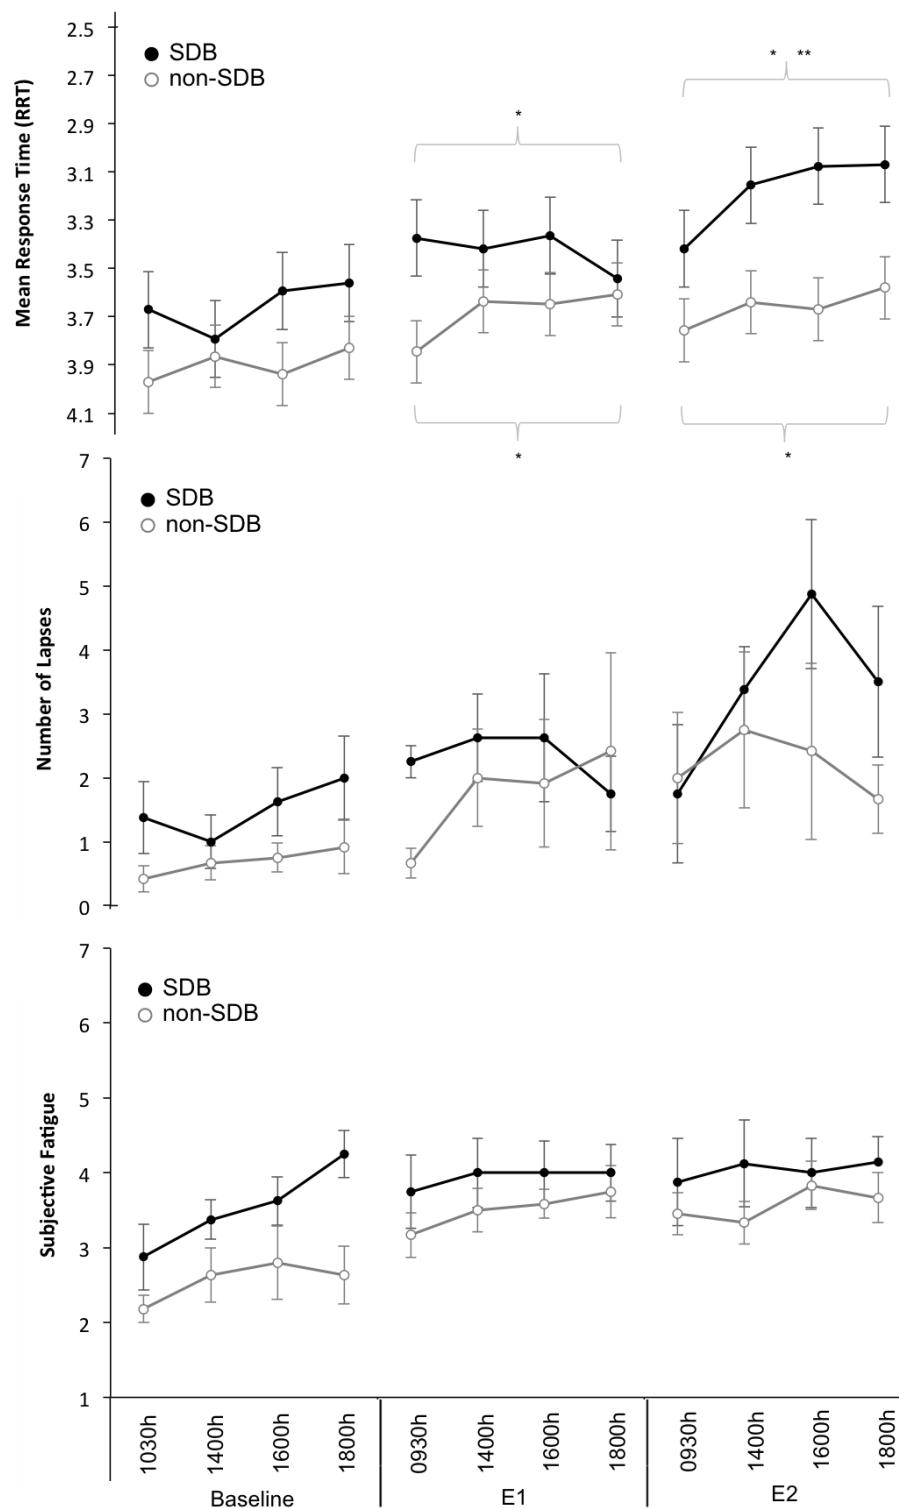 Mean Response Time (RRT)
2.5
2.7
2.9
3.1
3.3
3.5
3.7
3.9
4.1
SDB
non-SDB
*
* **
*
*
Number of Lapses
7
6
5
4
3
2
1
0
SDB
non-SDB
Subjective Fatigue
7
6
5
4
3
2
1
SDB
non-SDB
1030h
1400h
1600h
1800h
0930h
1400h
1600h
1800h
0930h
1400h
1600h
1800h
Baseline
E1
E2